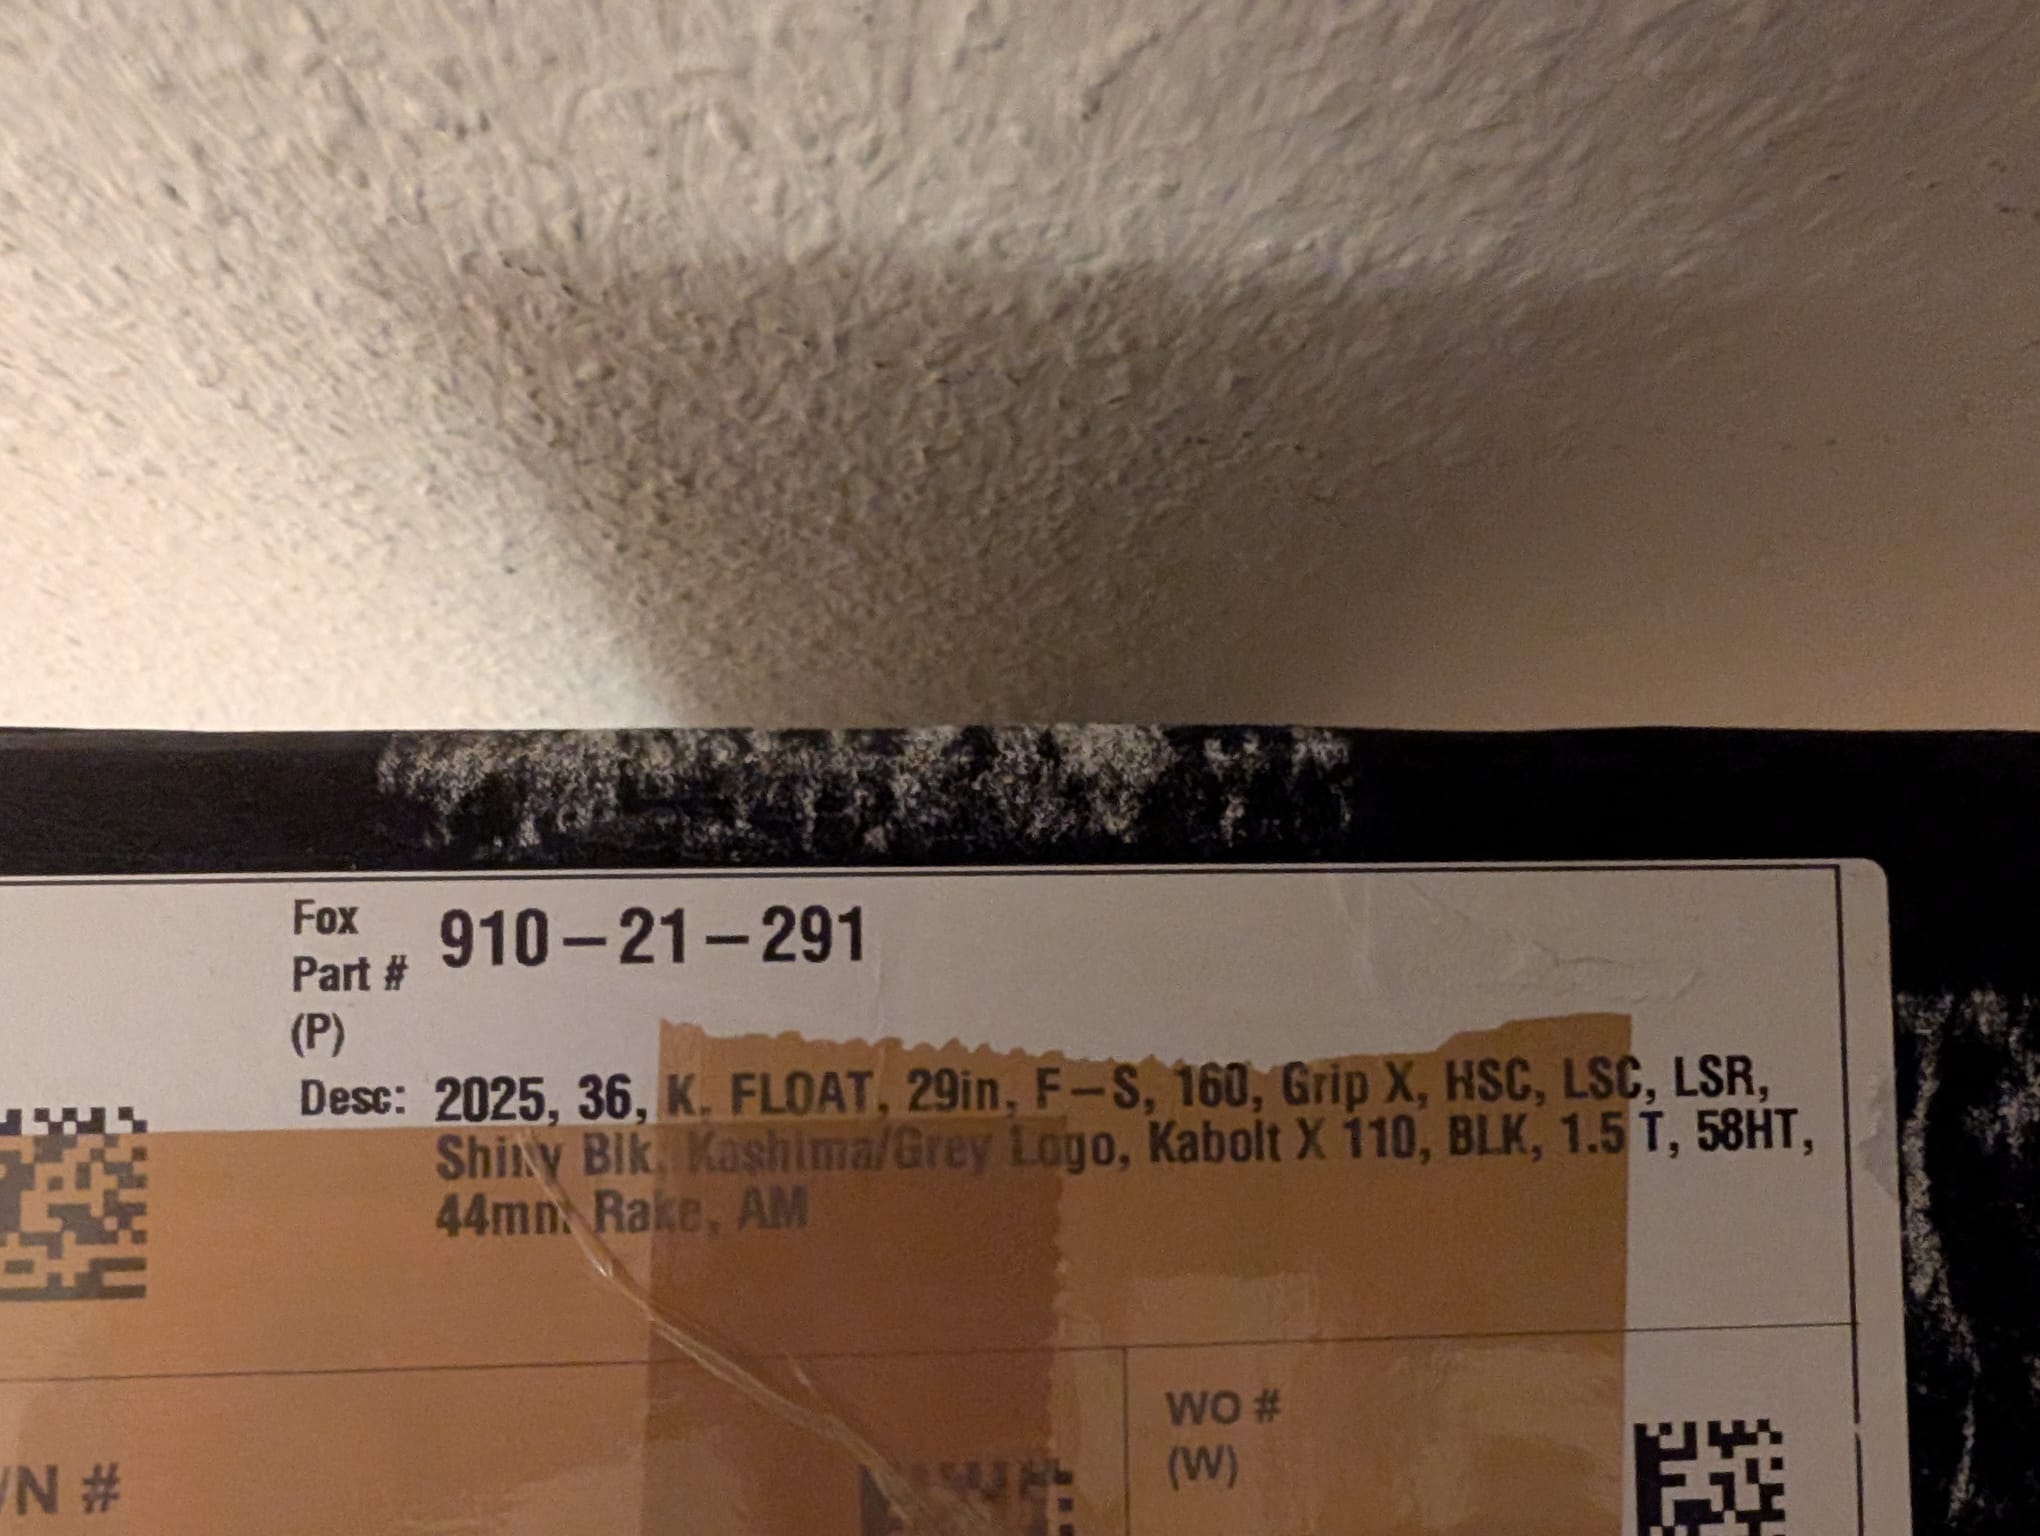 Fox
Part #
(P)
910-21-291
Desc: 2025, 36, K, FLOAT, 29in, F-S, 160, Grip X, HSC, LSC, LSR,
Shiny Blk, Kashima/Grey Logo, Kabolt X 110, BLK, 1.5 T, 58HT,
44mm Rake, AM
N #
WO #
(W)